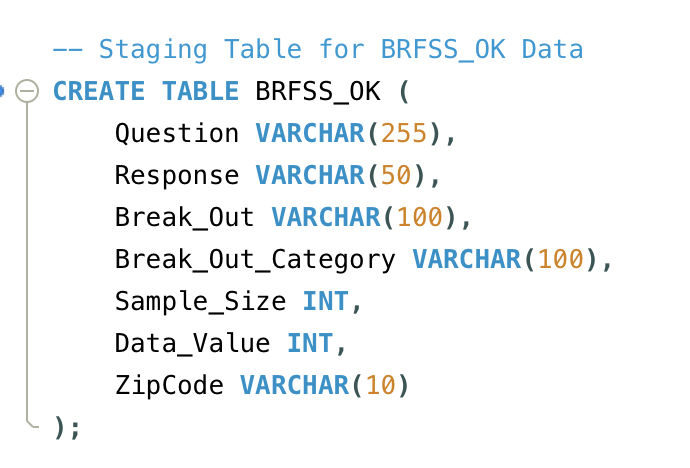 -- Staging Table for BRFSS_OK Data
CREATE TABLE BRFSS_OK (
    Question VARCHAR(255),
    Response VARCHAR(50),
    Break_Out VARCHAR(100),
    Break_Out_Category VARCHAR(100),
    Sample_Size INT,
    Data_Value INT,
    ZipCode VARCHAR(10)
);